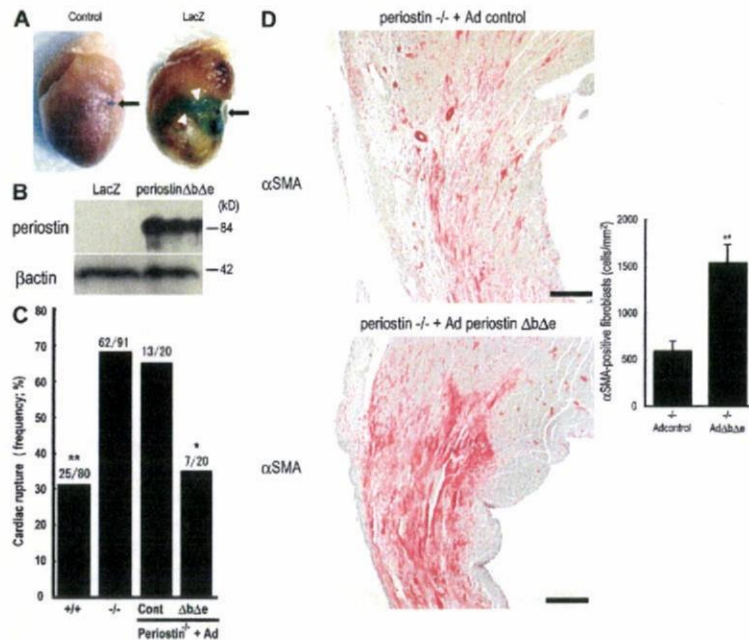 A
Control
LacZ
B
LacZ periostinΔbΔe
(kD)
periostin
84
βactin
42
C
Cardiac rupture (frequency; %)
80
70
60
50
40
30
20
10
0
**
25/80
62/91
13/20
*
7/20
+/+
-/-
Cont
ΔbΔe
Periostin-/- + Ad
D
periostin -/- + Ad control
αSMA
periostin -/- + Ad periostin ΔbΔe
αSMA
αSMA-positive fibroblasts (cells/mm²)
2000
1500
1000
500
0
**
-/-
Adcontrol
-/-
AdΔbΔe